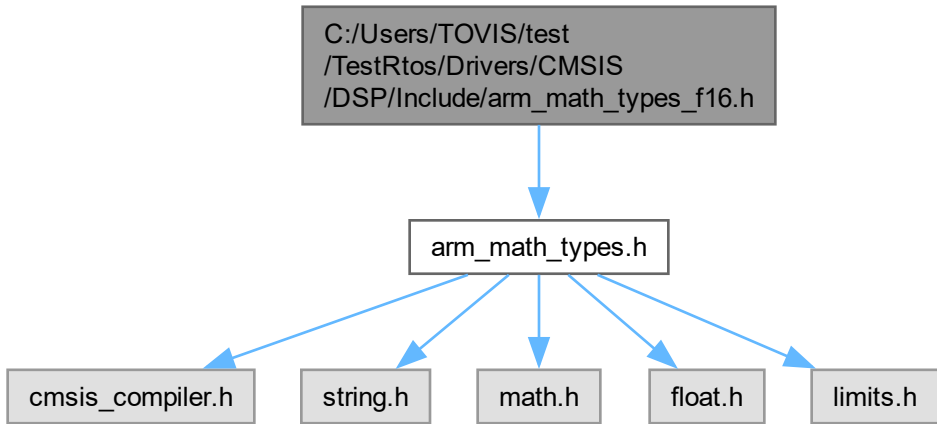 C:/Users/TOVIS/test
/TestRtos/Drivers/CMSIS
/DSP/Include/arm_math_types_f16.h
arm_math_types.h
cmsis_compiler.h
string.h
math.h
float.h
limits.h